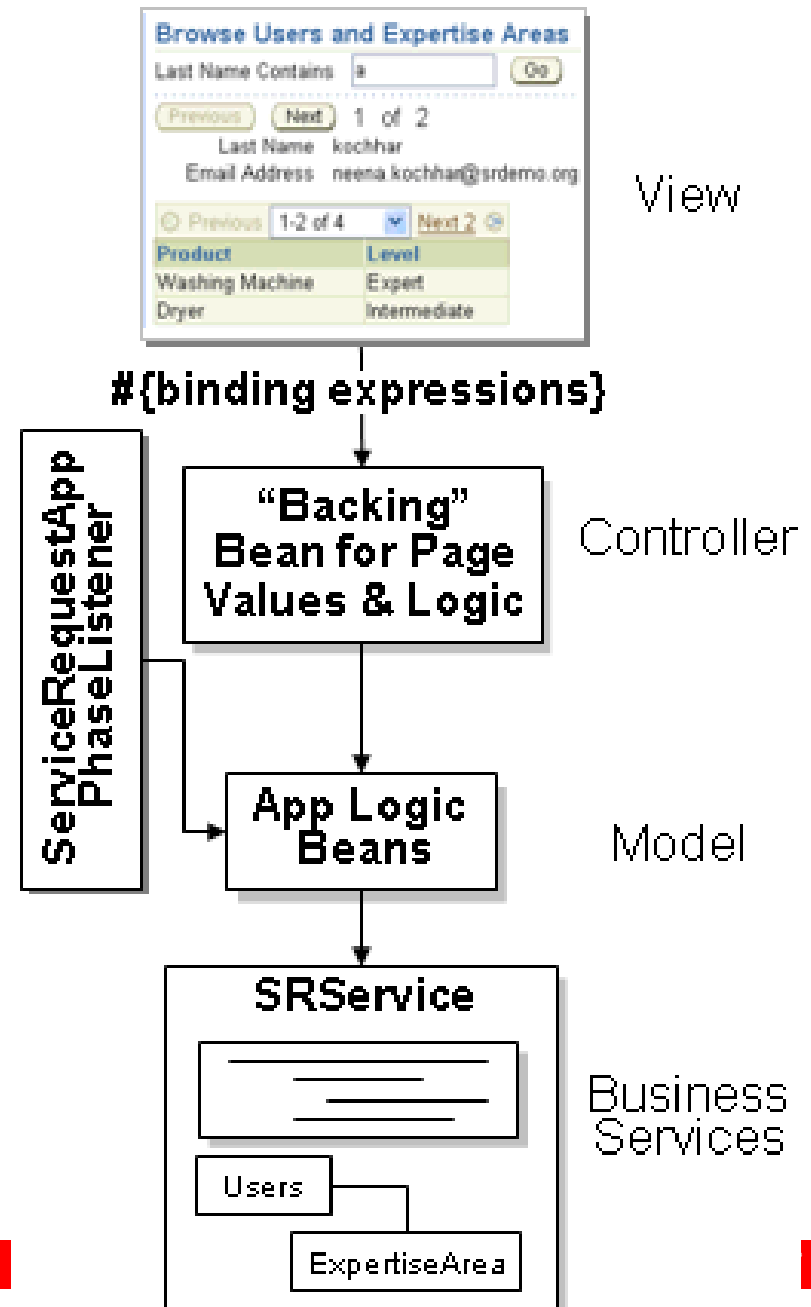 Browse Users and Expertise Areas
Last Name Contains a Go
Previous Next 1 of 2
Last Name kochhar
Email Address neena.kochhar@srdemo.org
Previous 1-2 of 4 Next 2
Product Level
Washing Machine Expert
Dryer Intermediate
View
#{binding expressions}
ServiceRequestApp
PhaseListener
“Backing”
Bean for Page
Values & Logic
Controller
App Logic
Beans
Model
SRService
Business
Services
Users
ExpertiseArea